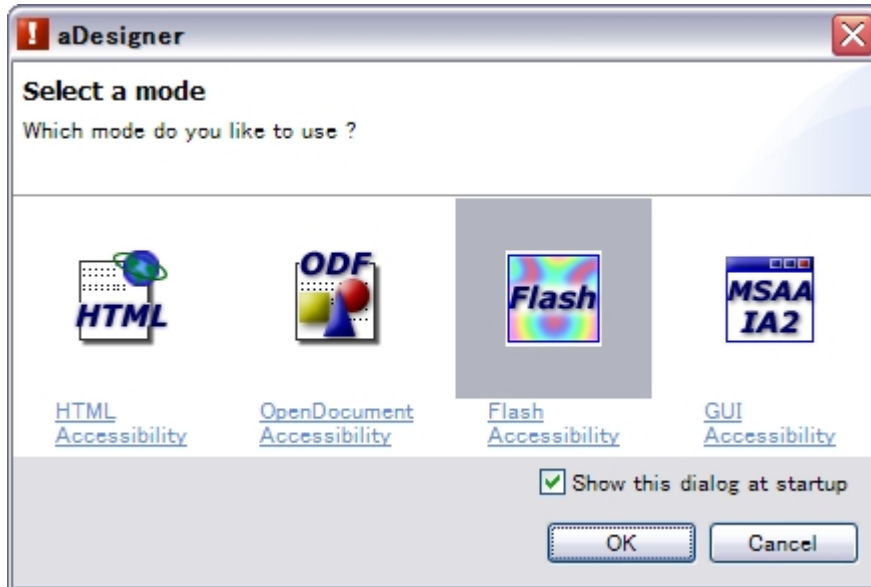 aDesigner
Select a mode
Which mode do you like to use ?
HTML
ODF
Flash
MSAA
IA2
HTML
Accessibility
OpenDocument
Accessibility
Flash
Accessibility
GUI
Accessibility
Show this dialog at startup
OK
Cancel